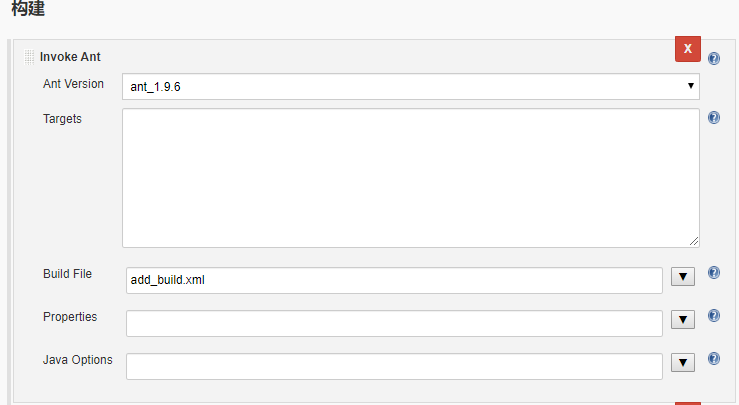 构建
Invoke Ant
X
Ant Version
ant_1.9.6
Targets
Build File
add_build.xml
Properties
Java Options